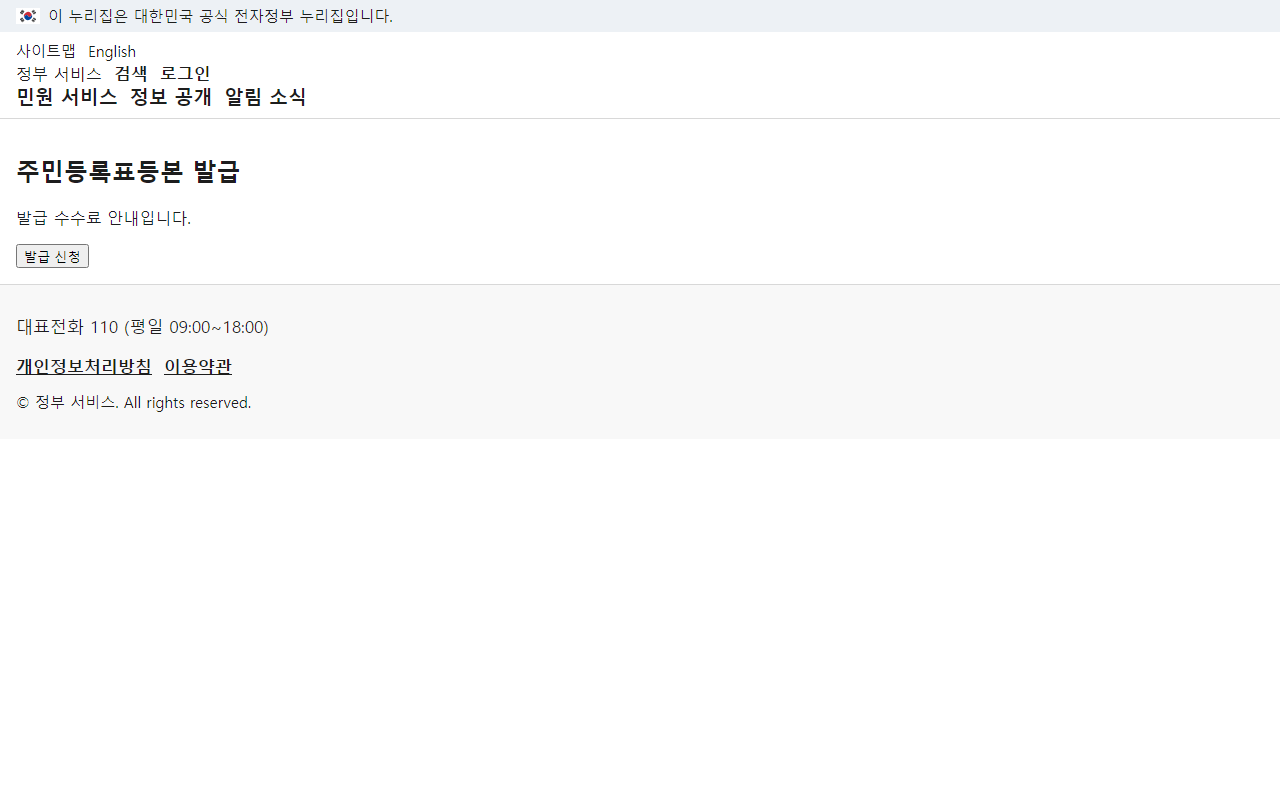 이 누리집은 대한민국 공식 전자정부 누리집입니다.
사이트맵 English
정부 서비스 검색 로그인
민원 서비스 정보 공개 알림 소식
주민등록표등본 발급
발급 수수료 안내입니다.
발급 신청
대표전화 110 (평일 09:00~18:00)
개인정보처리방침 이용약관
© 정부 서비스. All rights reserved.